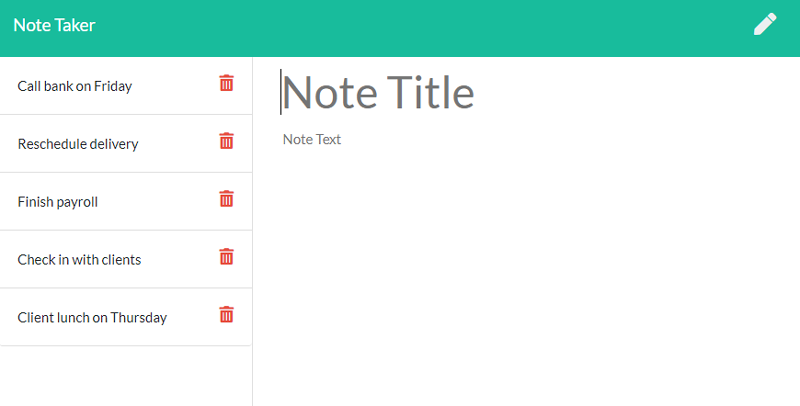 Note Taker
Call bank on Friday
Reschedule delivery
Finish payroll
Check in with clients
Client lunch on Thursday
Note Title
Note Text